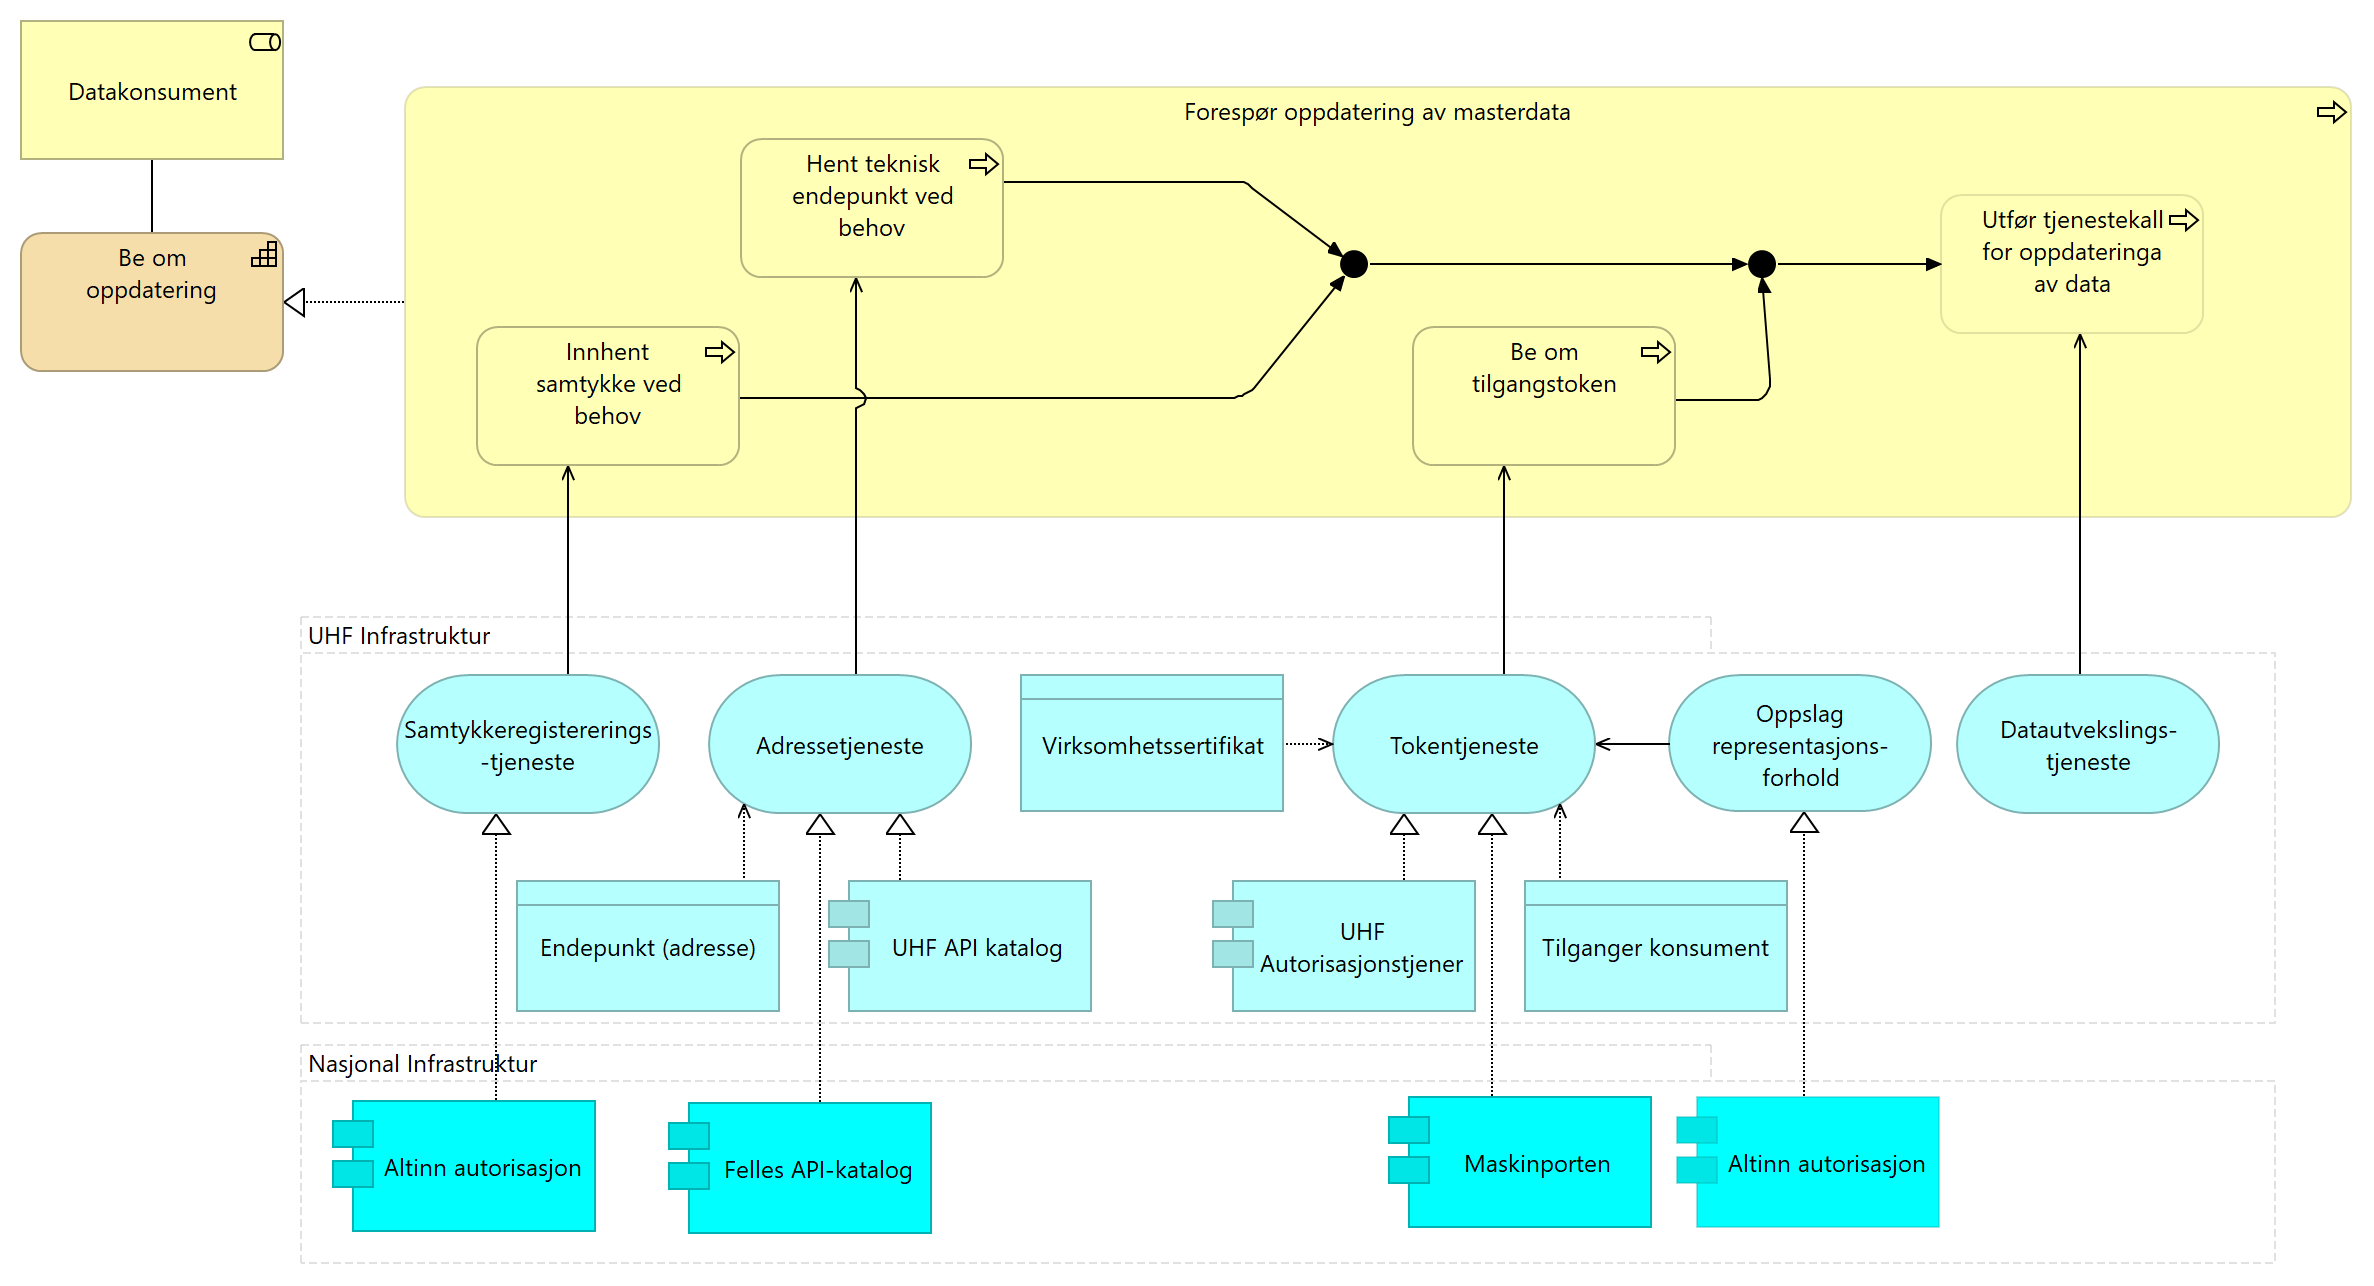 Datakonsument
Be om
oppdatering
Forespør oppdatering av masterdata
Hent teknisk
endepunkt ved
behov
Utfør tjenestekall
for oppdateringa
av data
Innhent
samtykke ved
behov
Be om
tilgangstoken
UHF Infrastruktur
Samtykkeregistererings
-tjeneste
Adressetjeneste
Virksomhetssertifikat
Tokentjeneste
Oppslag
representasjons-
forhold
Datautvekslings-
tjeneste
Endepunkt (adresse)
UHF API katalog
UHF
Autorisasjonstjener
Tilganger konsument
Nasjonal Infrastruktur
Altinn autorisasjon
Felles API-katalog
Maskinporten
Altinn autorisasjon